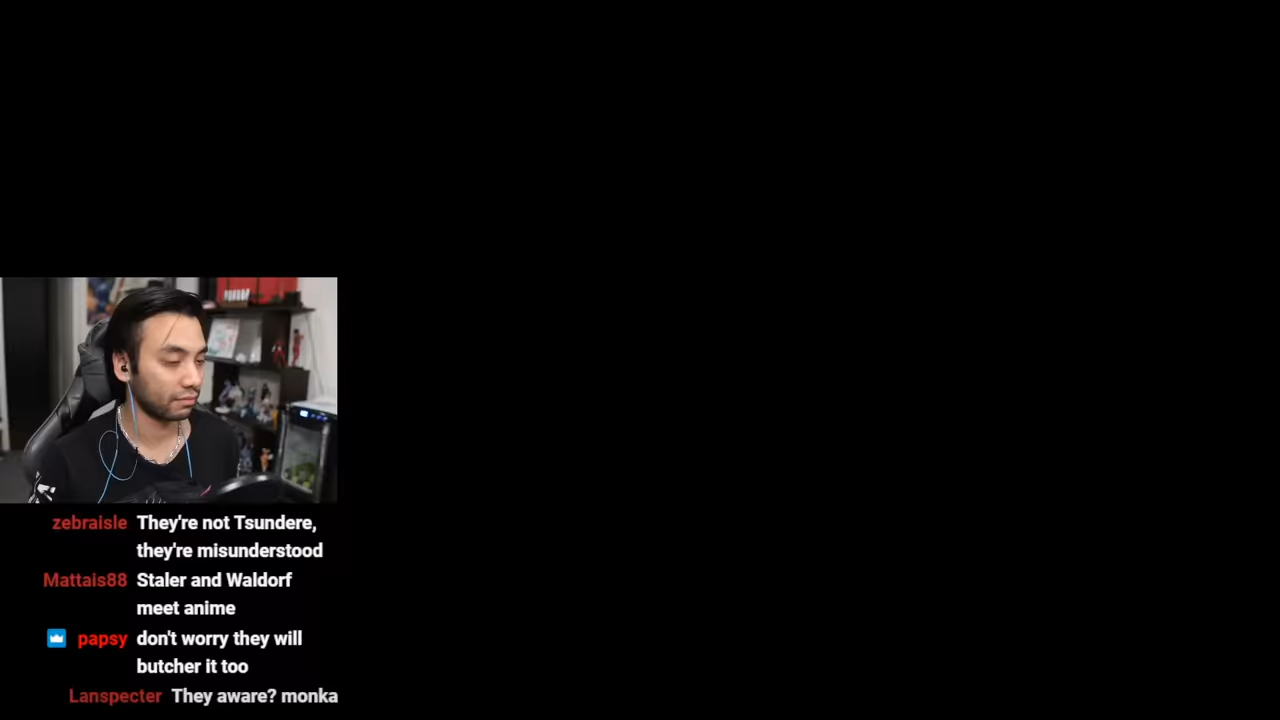 zebraisle They're not Tsundere,
they're misunderstood
Mattais88 Staler and Waldorf
meet anime
papsy don't worry they will
butcher it too
Lanspecter They aware? monka